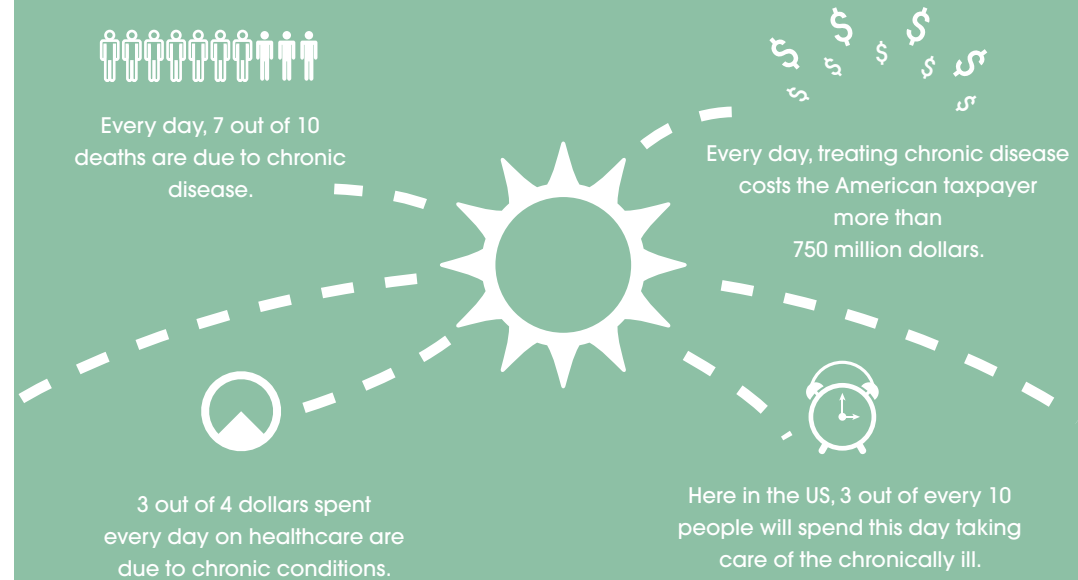 Every day, 7 out of 10
deaths are due to chronic
disease.
Every day, treating chronic disease
costs the American taxpayer
more than
750 million dollars.
3 out of 4 dollars spent
every day on healthcare are
due to chronic conditions.
Here in the US, 3 out of every 10
people will spend this day taking
care of the chronically ill.